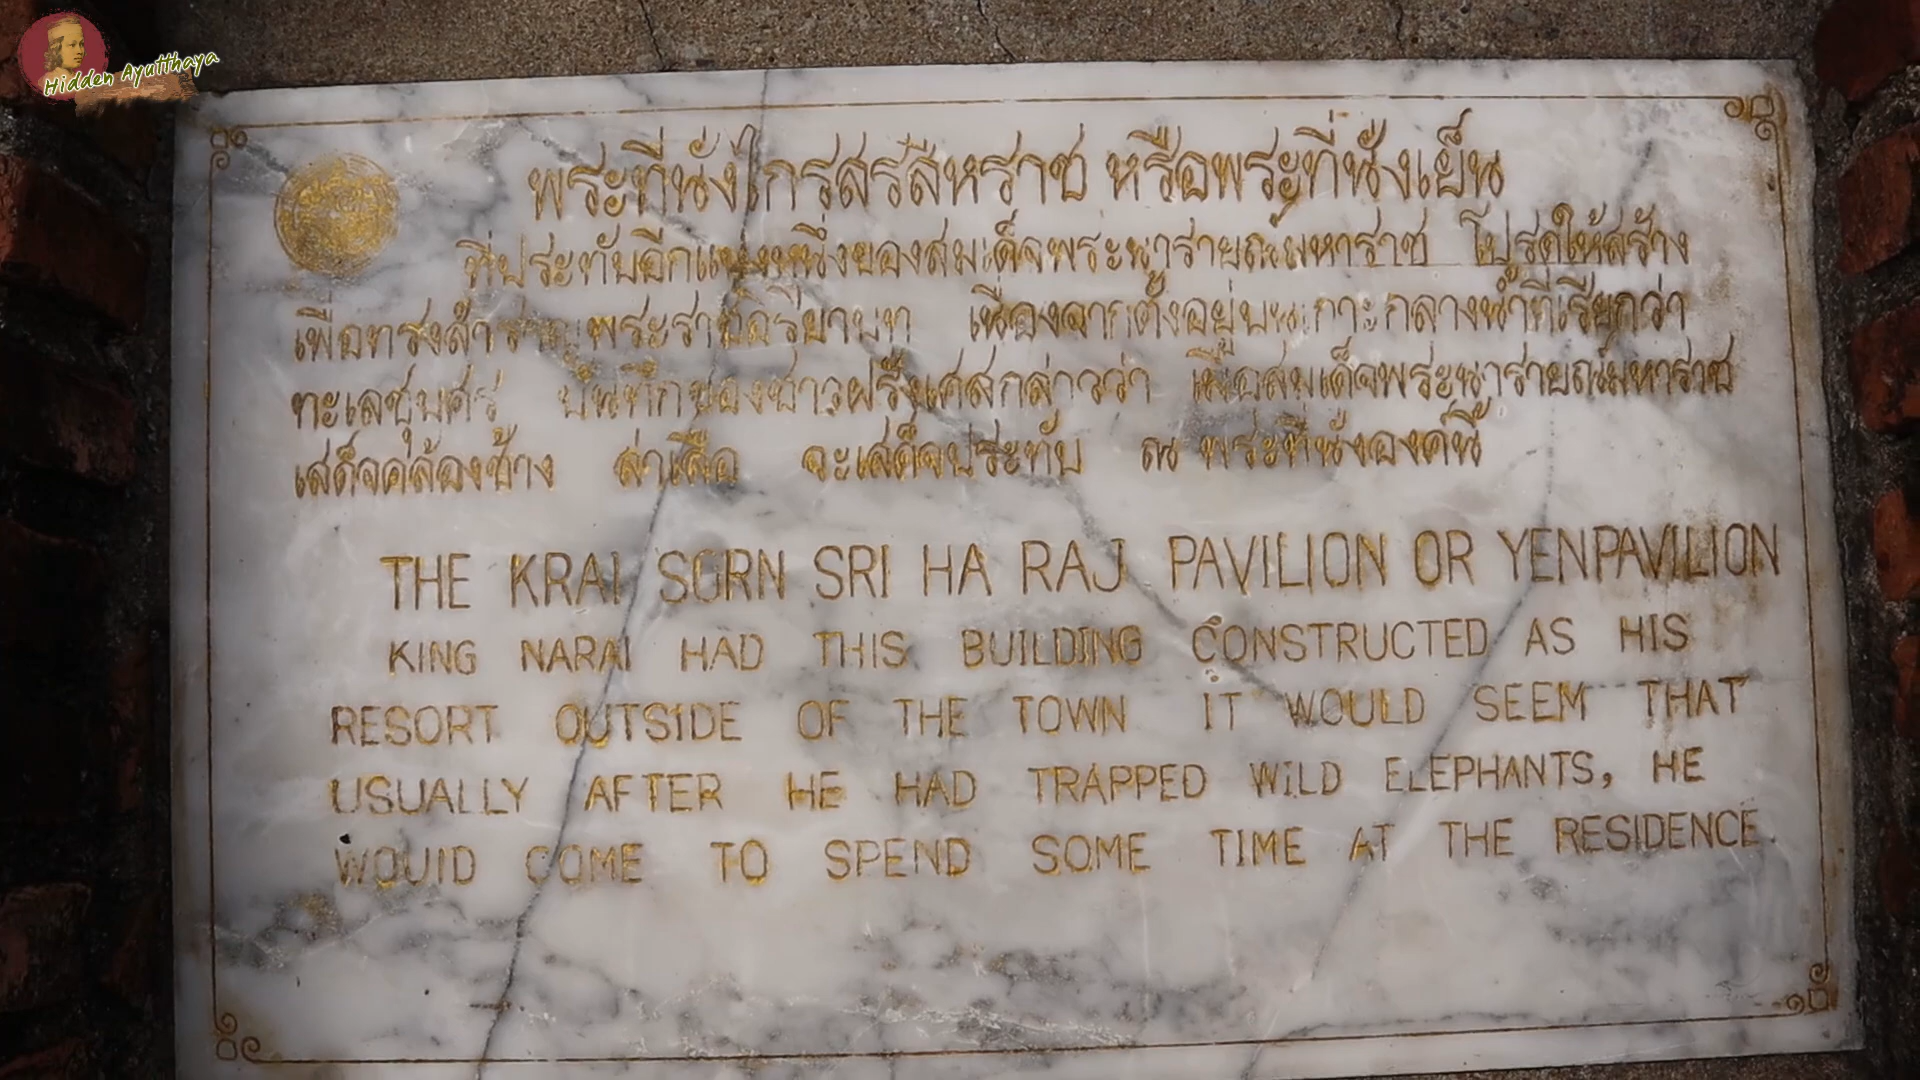 Hidden Ayutthaya
พระที่นั่งไกรสรสีหราช หรือพระที่นั่งเย็น
ที่ประทับอีกแห่งหนึ่งของสมเด็จพระนารายณ์มหาราช โปรดให้สร้าง
เพื่อทรงสำราญพระราชอิริยาบท เนื่องจากตั้งอยู่บนเกาะกลางน้ำที่เรียกว่า
ทะเลชุบศร บันทึกของชาวฝรั่งเศสกล่าวว่า เมื่อสมเด็จพระนารายณ์มหาราช
เสด็จคล้องช้าง ล่าเสือ จะเสด็จประทับ ณ พระที่นั่งองค์นี้
THE KRAI SORN SRI HA RAJ PAVILION OR YENPAVILION
KING NARAI HAD THIS BUILDING CONSTRUCTED AS HIS
RESORT OUTSIDE OF THE TOWN IT WOULD SEEM THAT
USUALLY AFTER HE HAD TRAPPED WILD ELEPHANTS, HE
WOUID COME TO SPEND SOME TIME AT THE RESIDENCE.